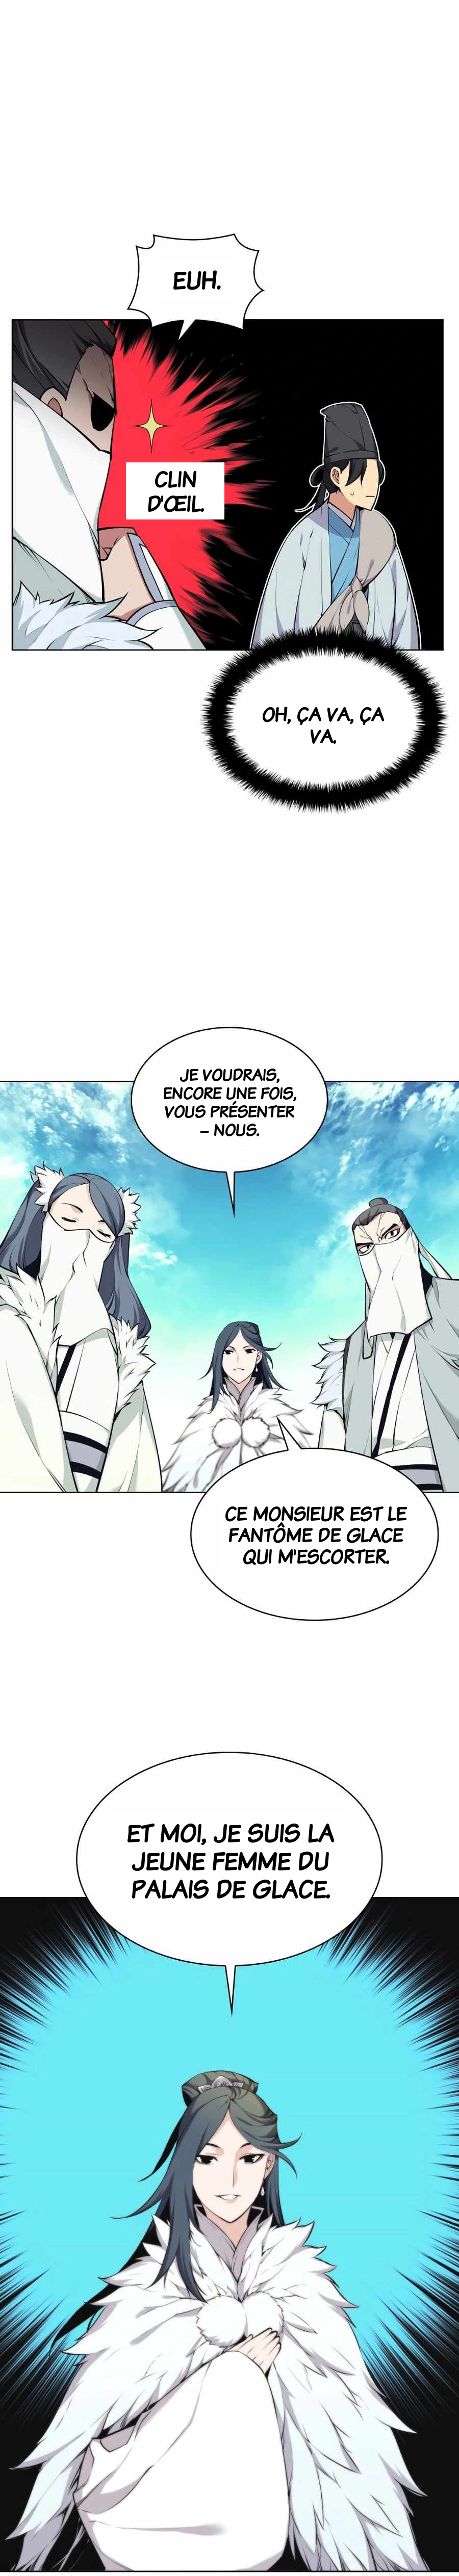 EUH.
CLIN
D'ŒIL.
OH, ÇA VA, ÇA
VA.
JE VOUDRAIS,
ENCORE UNE FOIS,
VOUS PRÉSENTER
– NOUS.
CE MONSIEUR EST LE
FANTÔME DE GLACE
QUI M'ESCORTER.
ET MOI, JE SUIS LA
JEUNE FEMME DU
PALAIS DE GLACE.